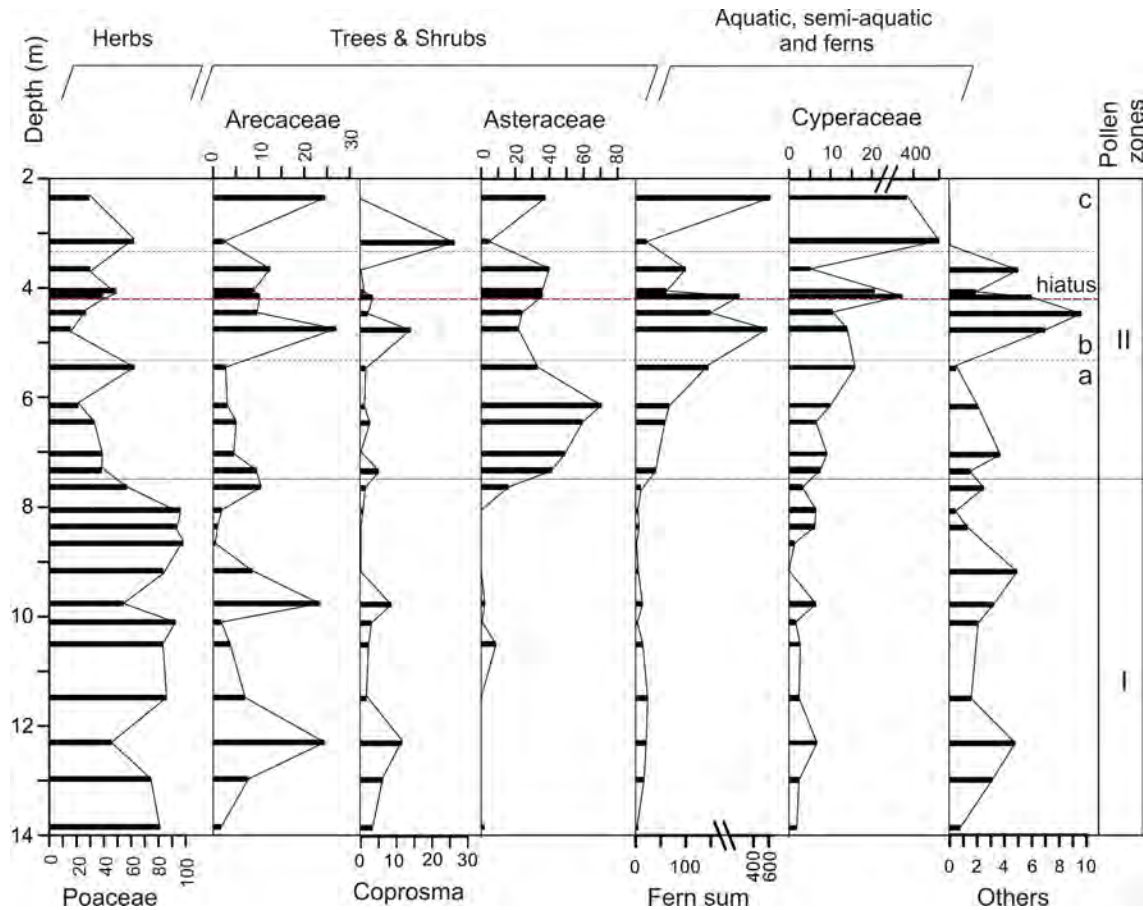 Aquatic, semi-aquatic
and ferns
Herbs
Trees & Shrubs
Depth (m)
Arecaceae
Asteraceae
Cyperaceae
Pollen
zones
0 10 20 30
0 20 40 60 80
0 10 20 400
2
4
6
8
10
12
14
c
hiatus
b
a
II
I
0 20 40 60 80 100
0 10 20 30
0 100 400 600
0 2 4 6 8 10
Poaceae
Coprosma
Fern sum
Others